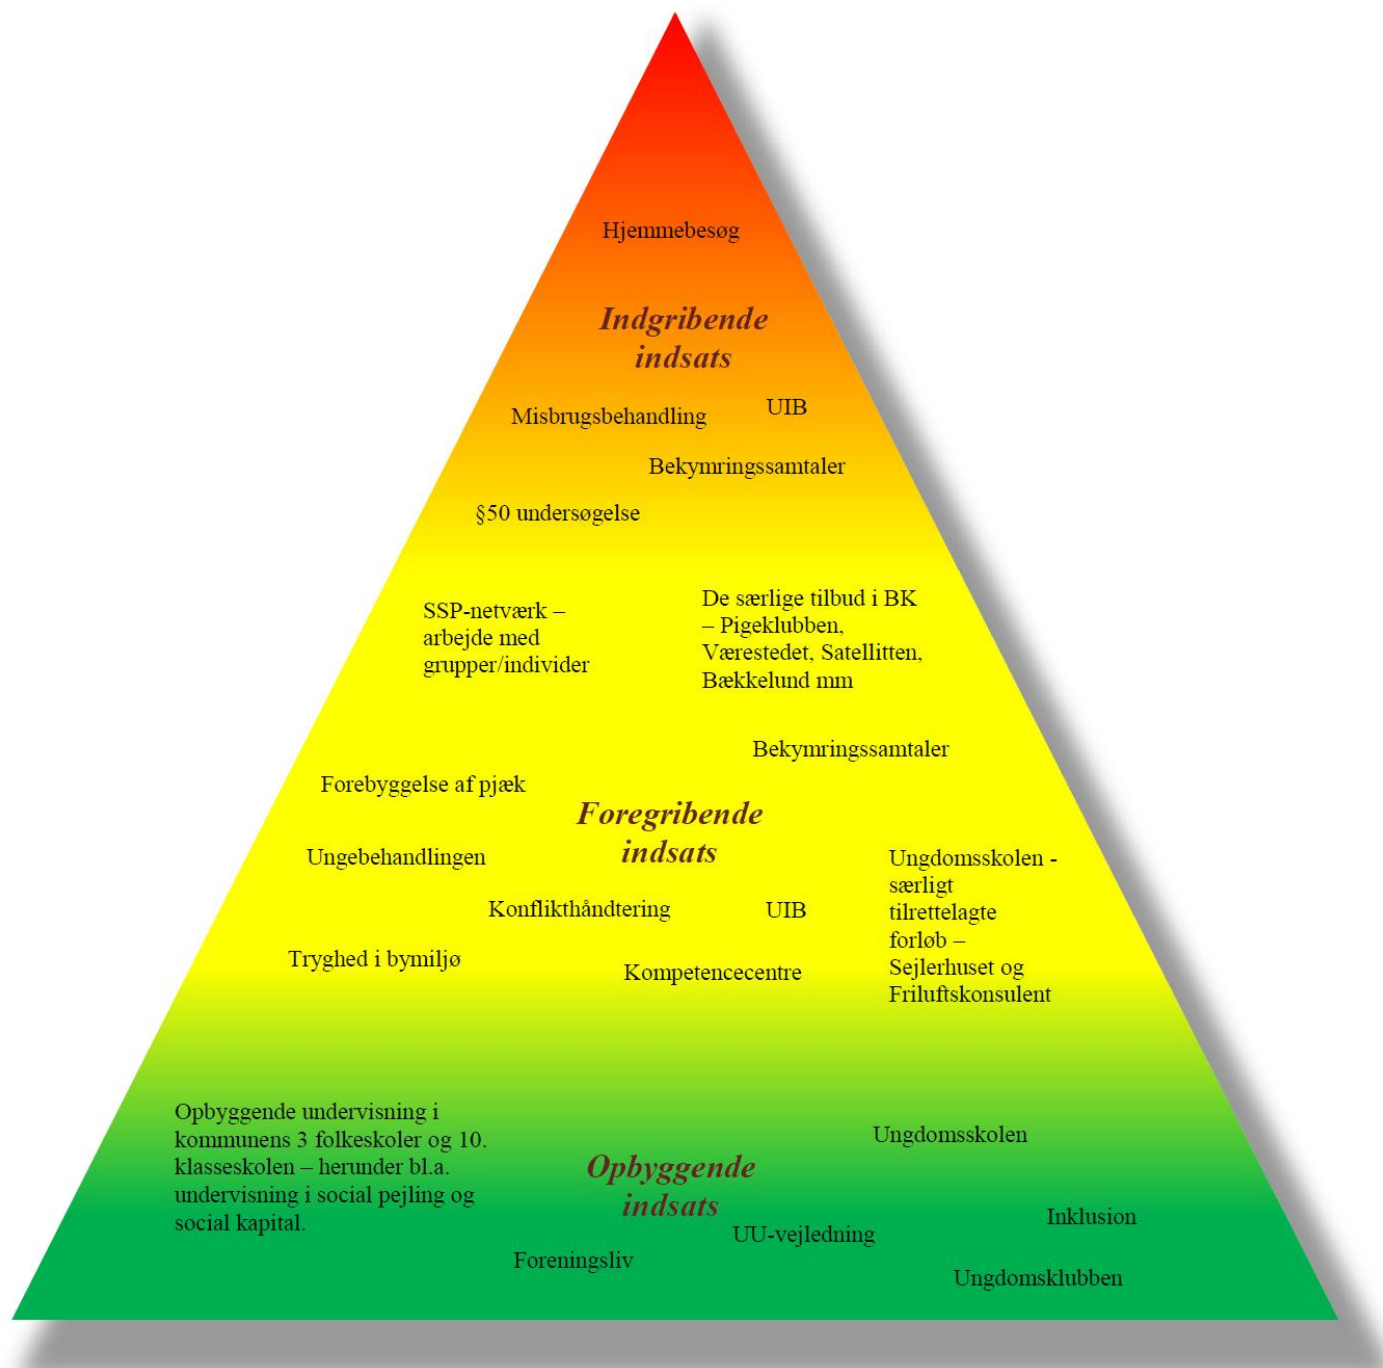 Hjemmebesøg
Indgribende
indsats
Misbrugsbehandling
UIB
Bekymringssamtaler
§50 undersøgelse
SSP-netværk –
arbejde med
grupper/individer
De særlige tilbud i BK
– Pigeklubben,
Værestedet, Satellitten,
Bækkelund mm
Bekymringssamtaler
Forebyggelse af pjæk
Foregribende
indsats
Ungebehandlingen
Ungdomsskolen -
særligt
tilrettelagte
forløb –
Sejlerhuset og
Friluftskonsulent
Konflikthåndtering
UIB
Tryghed i bymiljø
Kompetencecentre
Opbyggende undervisning i
kommunens 3 folkeskoler og 10.
klasseskolen – herunder bl.a.
undervisning i social pejling og
social kapital.
Ungdomsskolen
Opbyggende
indsats
Inklusion
UU-vejledning
Foreningsliv
Ungdomsklubben